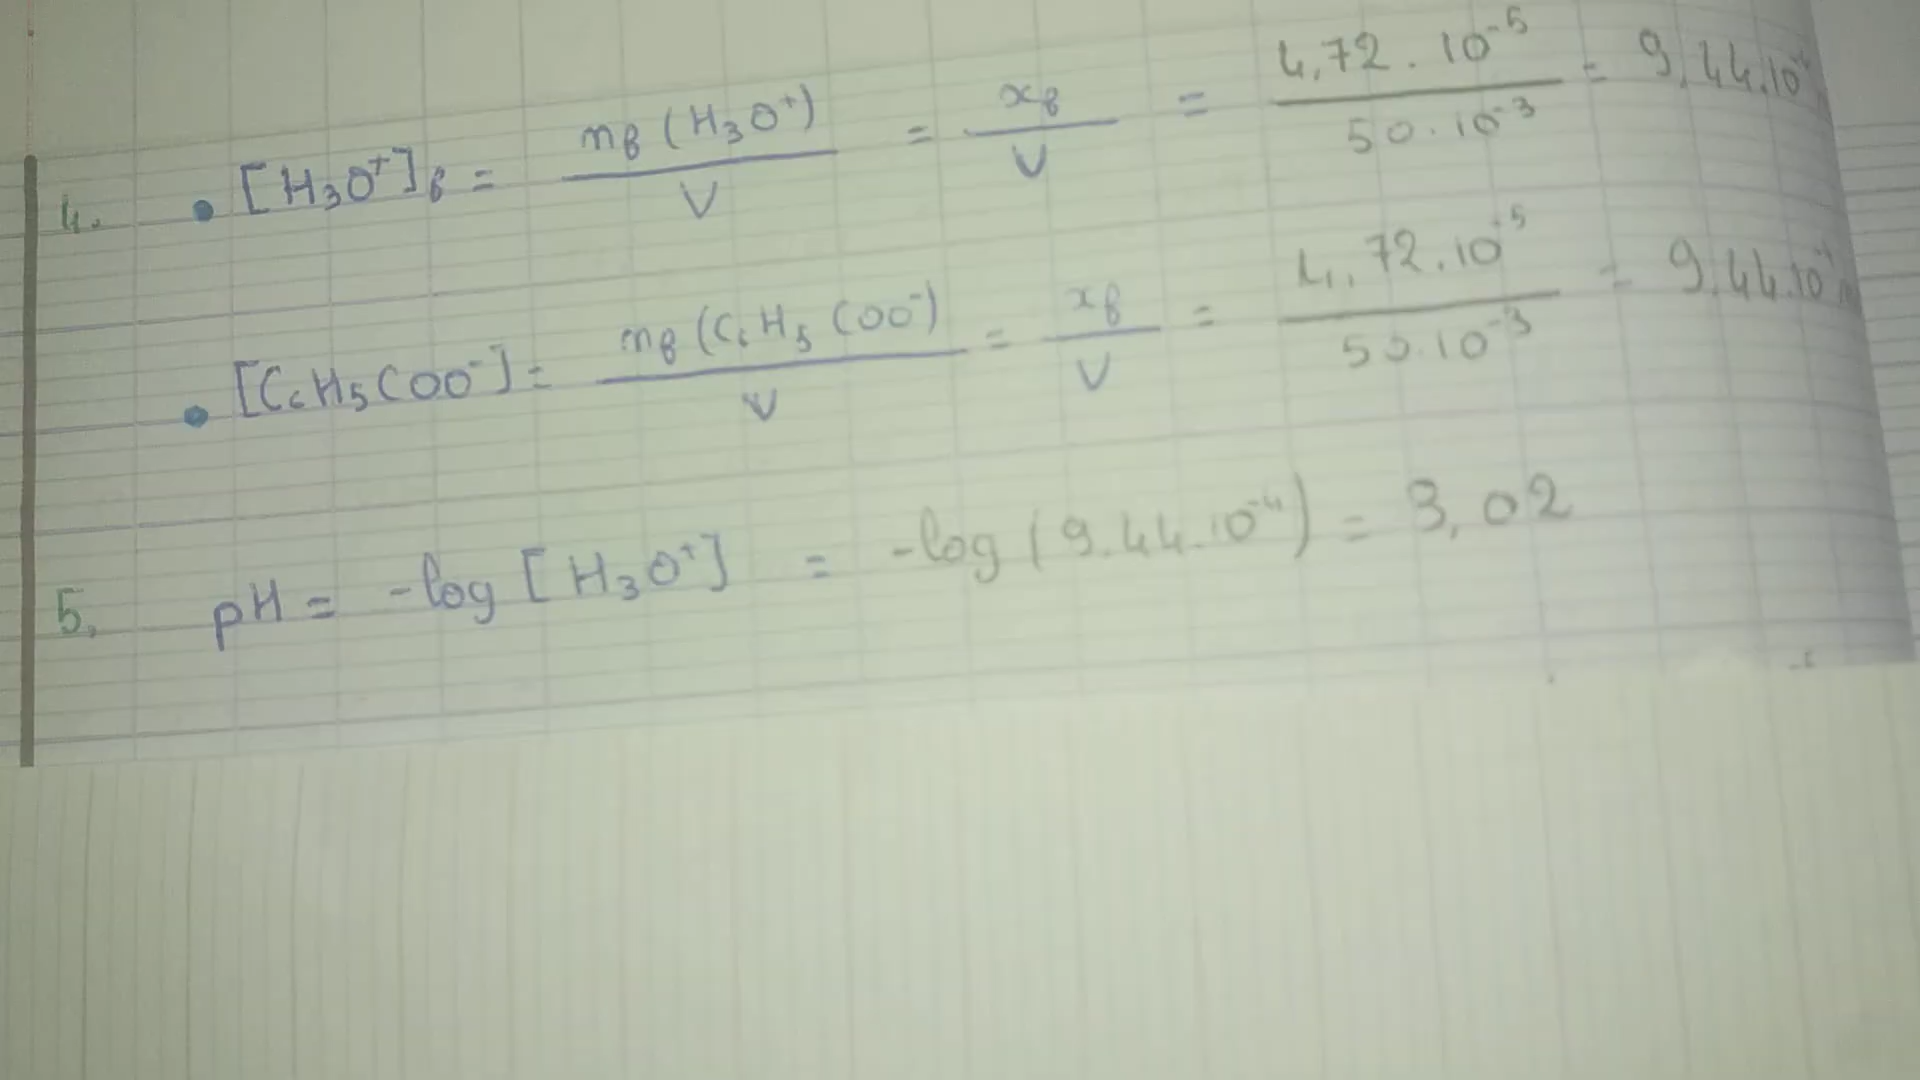 4. • [H₃O⁺]f = nf(H₃O⁺)/V = xf/V = 4,72.10⁻⁵/50.10⁻³ = 9,44.10
• [C₆H₅COO⁻] = nf(C₆H₅COO⁻)/V = xf/V = 4,72.10⁻⁵/50.10⁻³ = 9,44.10
5. pH = -log [H₃O⁺] = -log(9.44.10⁻⁴) = 3,02